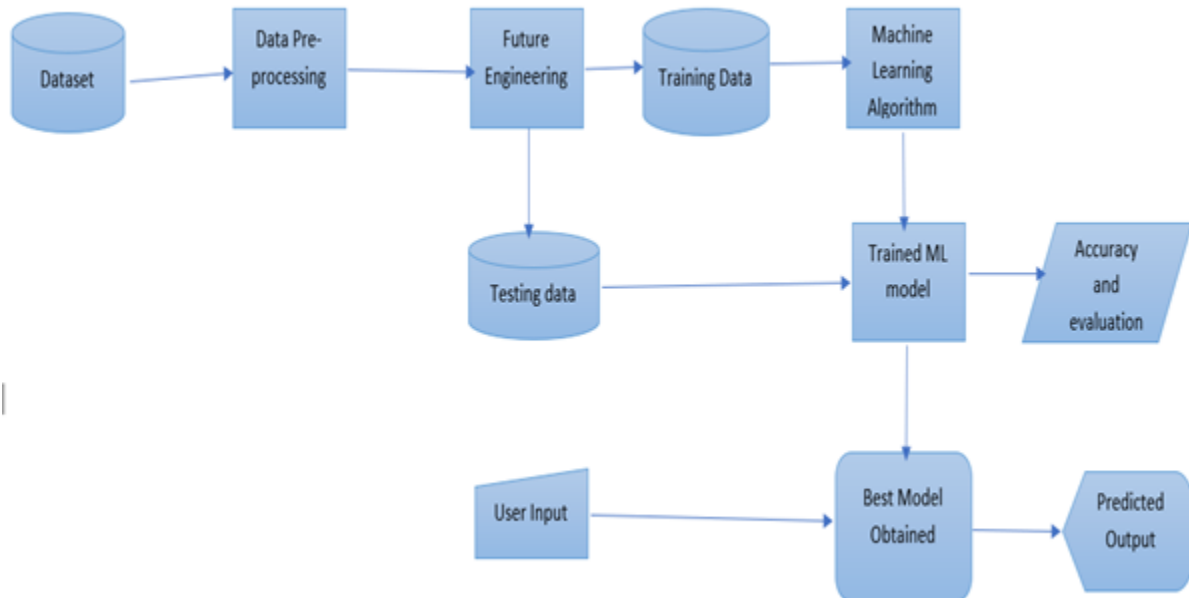 Dataset
Data Pre-
processing
Future
Engineering
Training Data
Machine
Learning
Algorithm
Testing data
Trained ML
model
Accuracy
and
evaluation
User Input
Best Model
Obtained
Predicted
Output